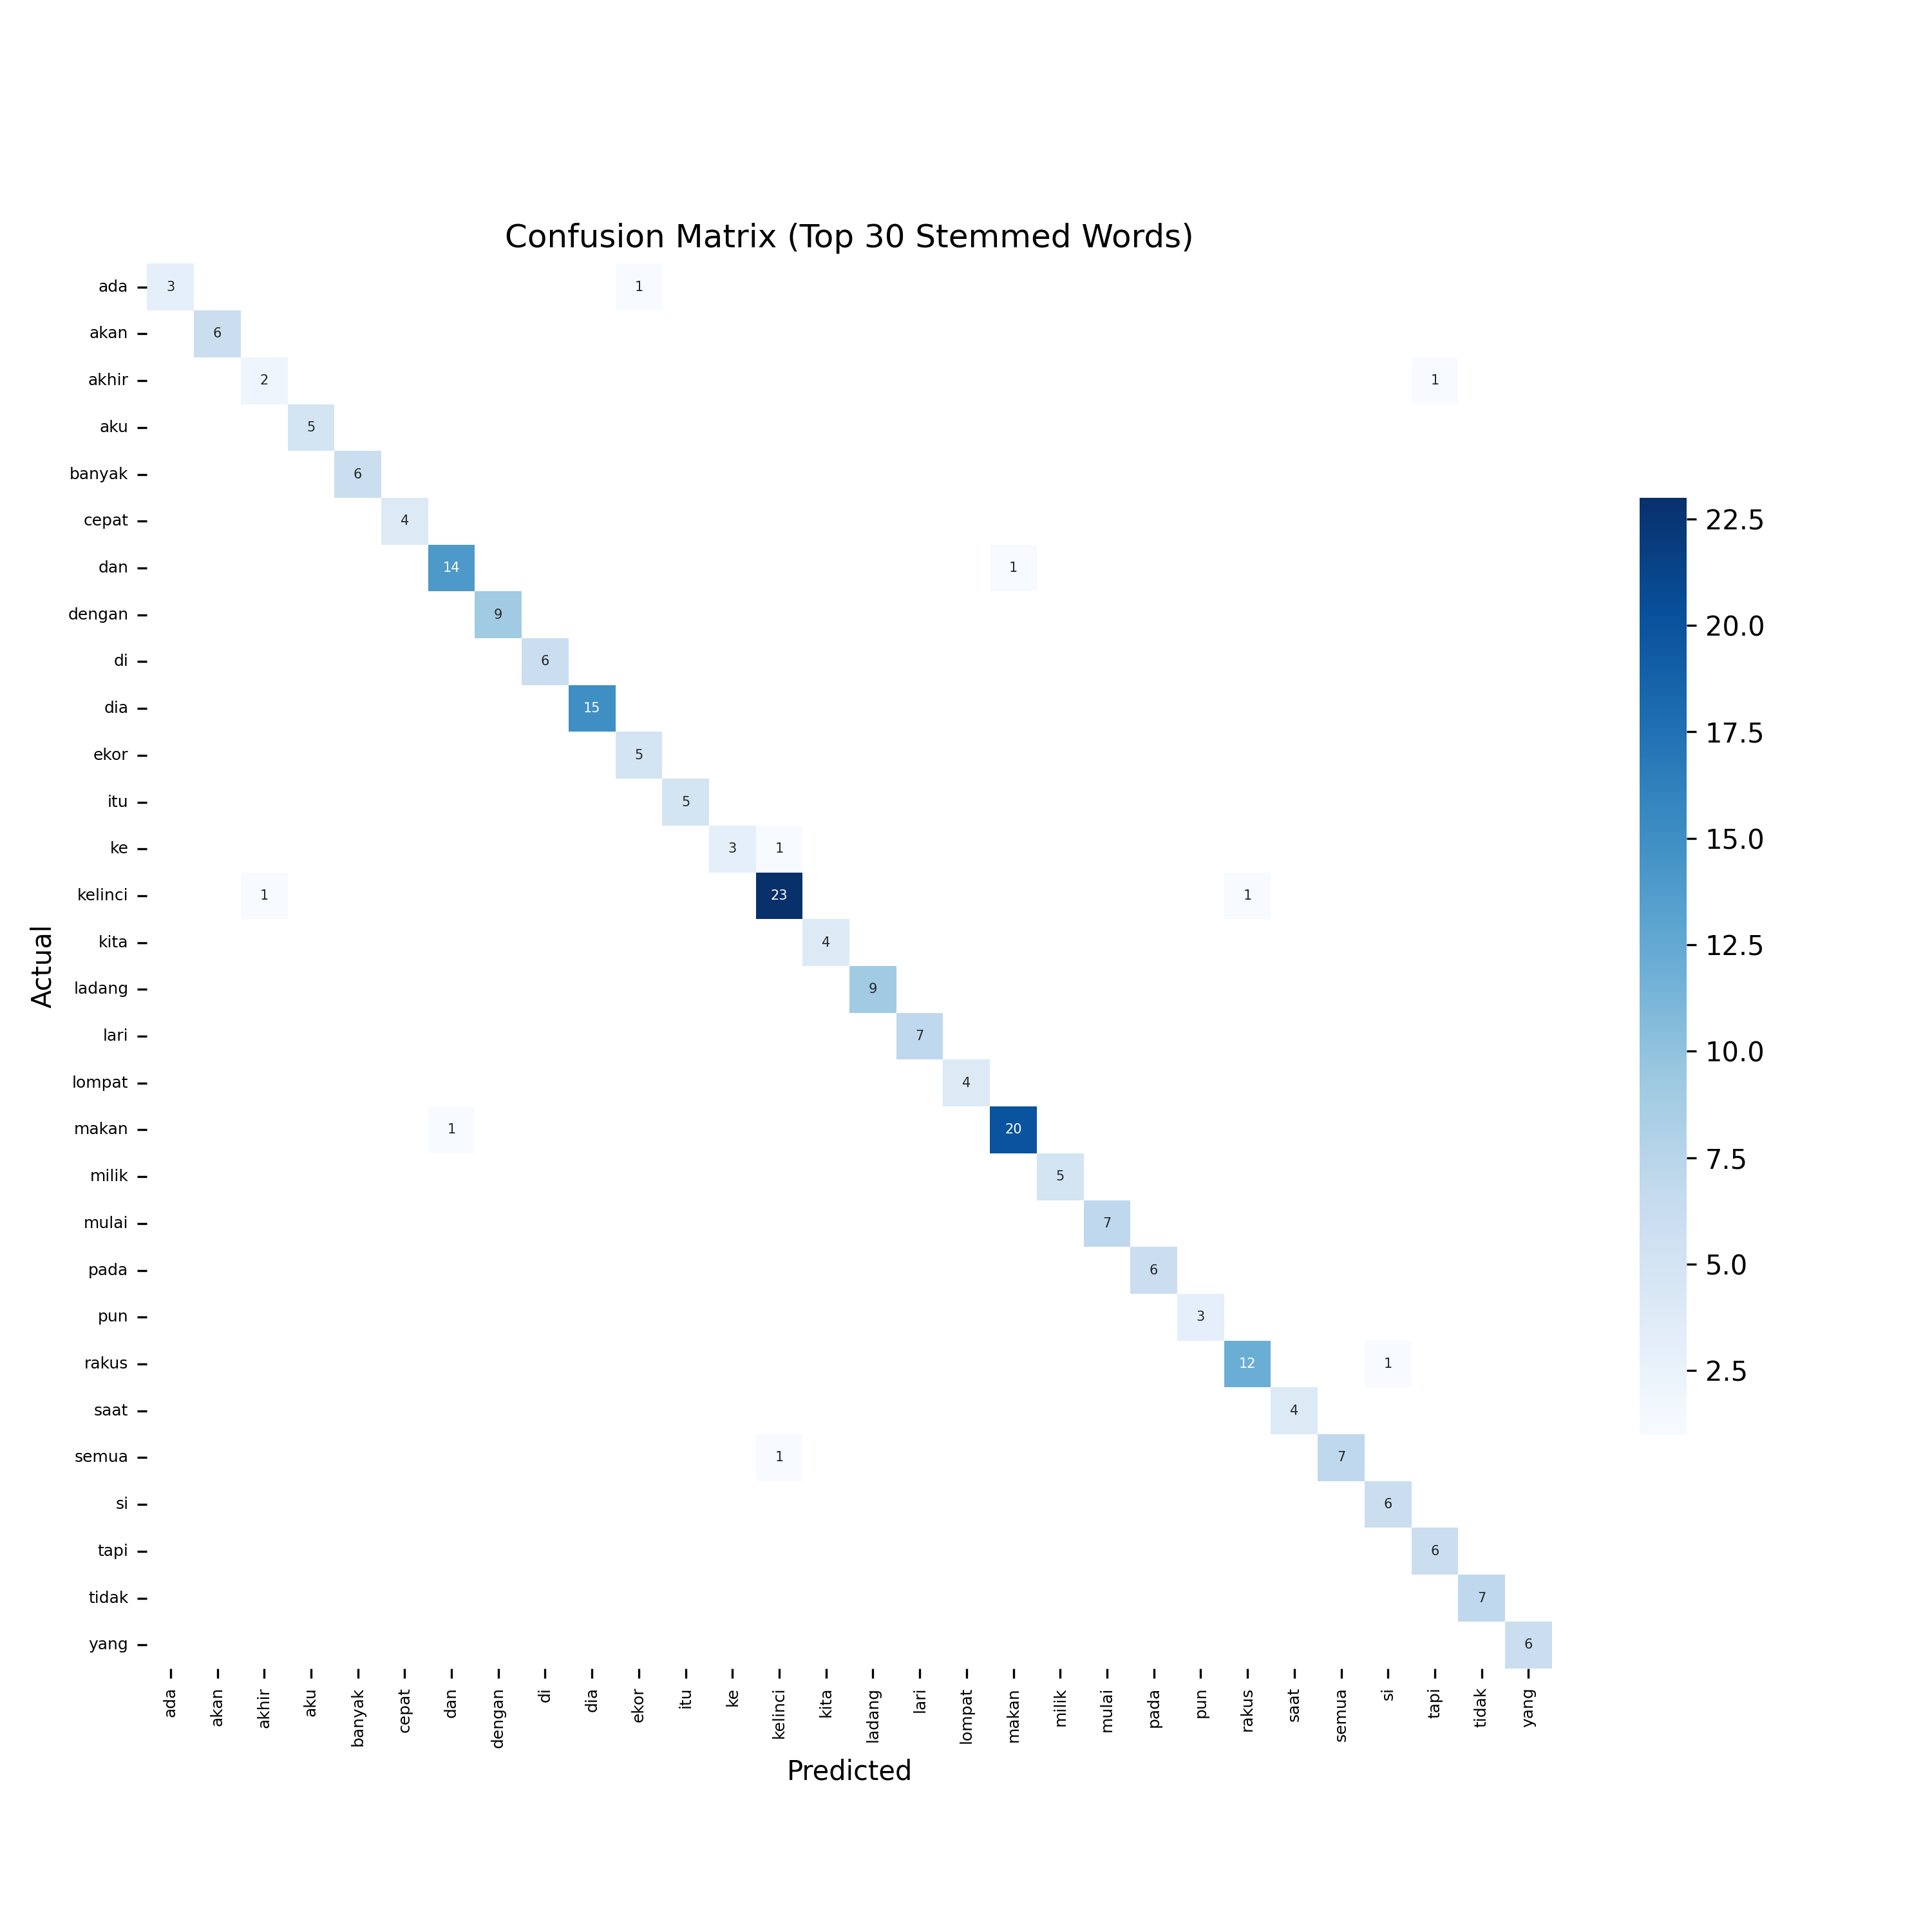 Confusion Matrix (Top 30 Stemmed Words)
ada 3 1
akan 6
akhir 2 1
aku 5
banyak 6
cepat 4
dan 14 1
dengan 9
di 6
dia 15
ekor 5
itu 5
ke 3 1
kelinci 1 23 1
kita 4
ladang 9
lari 7
lompat 4
makan 1 20
milik 5
mulai 7
pada 6
pun 3
rakus 12 1
saat 4
semua 1 7
si 6
tapi 6
tidak 7
yang 6
Actual
ada akan akhir aku banyak cepat dan dengan di dia ekor itu ke kelinci kita ladang lari lompat makan milik mulai pada pun rakus saat semua si tapi tidak yang
Predicted
22.5
20.0
17.5
15.0
12.5
10.0
7.5
5.0
2.5